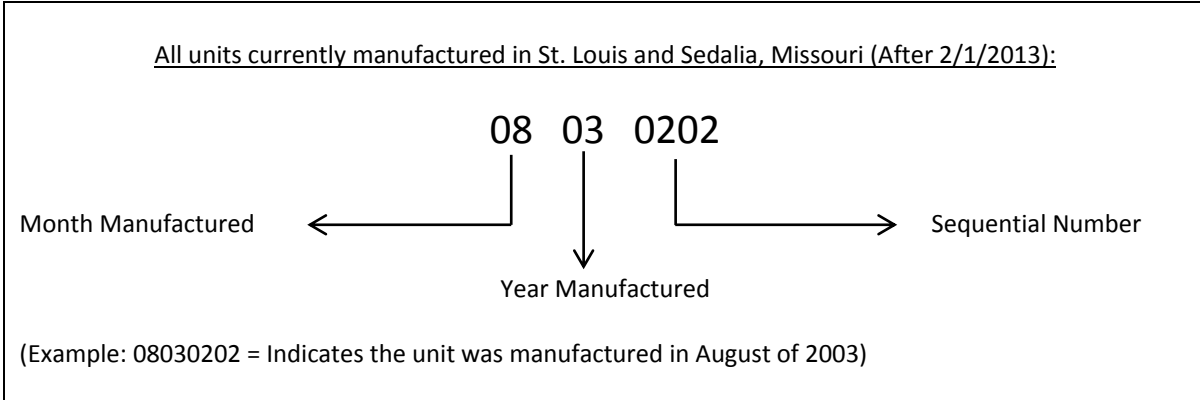 All units currently manufactured in St. Louis and Sedalia, Missouri (After 2/1/2013):
08 03 0202
Month Manufactured
Sequential Number
Year Manufactured
(Example: 08030202 = Indicates the unit was manufactured in August of 2003)